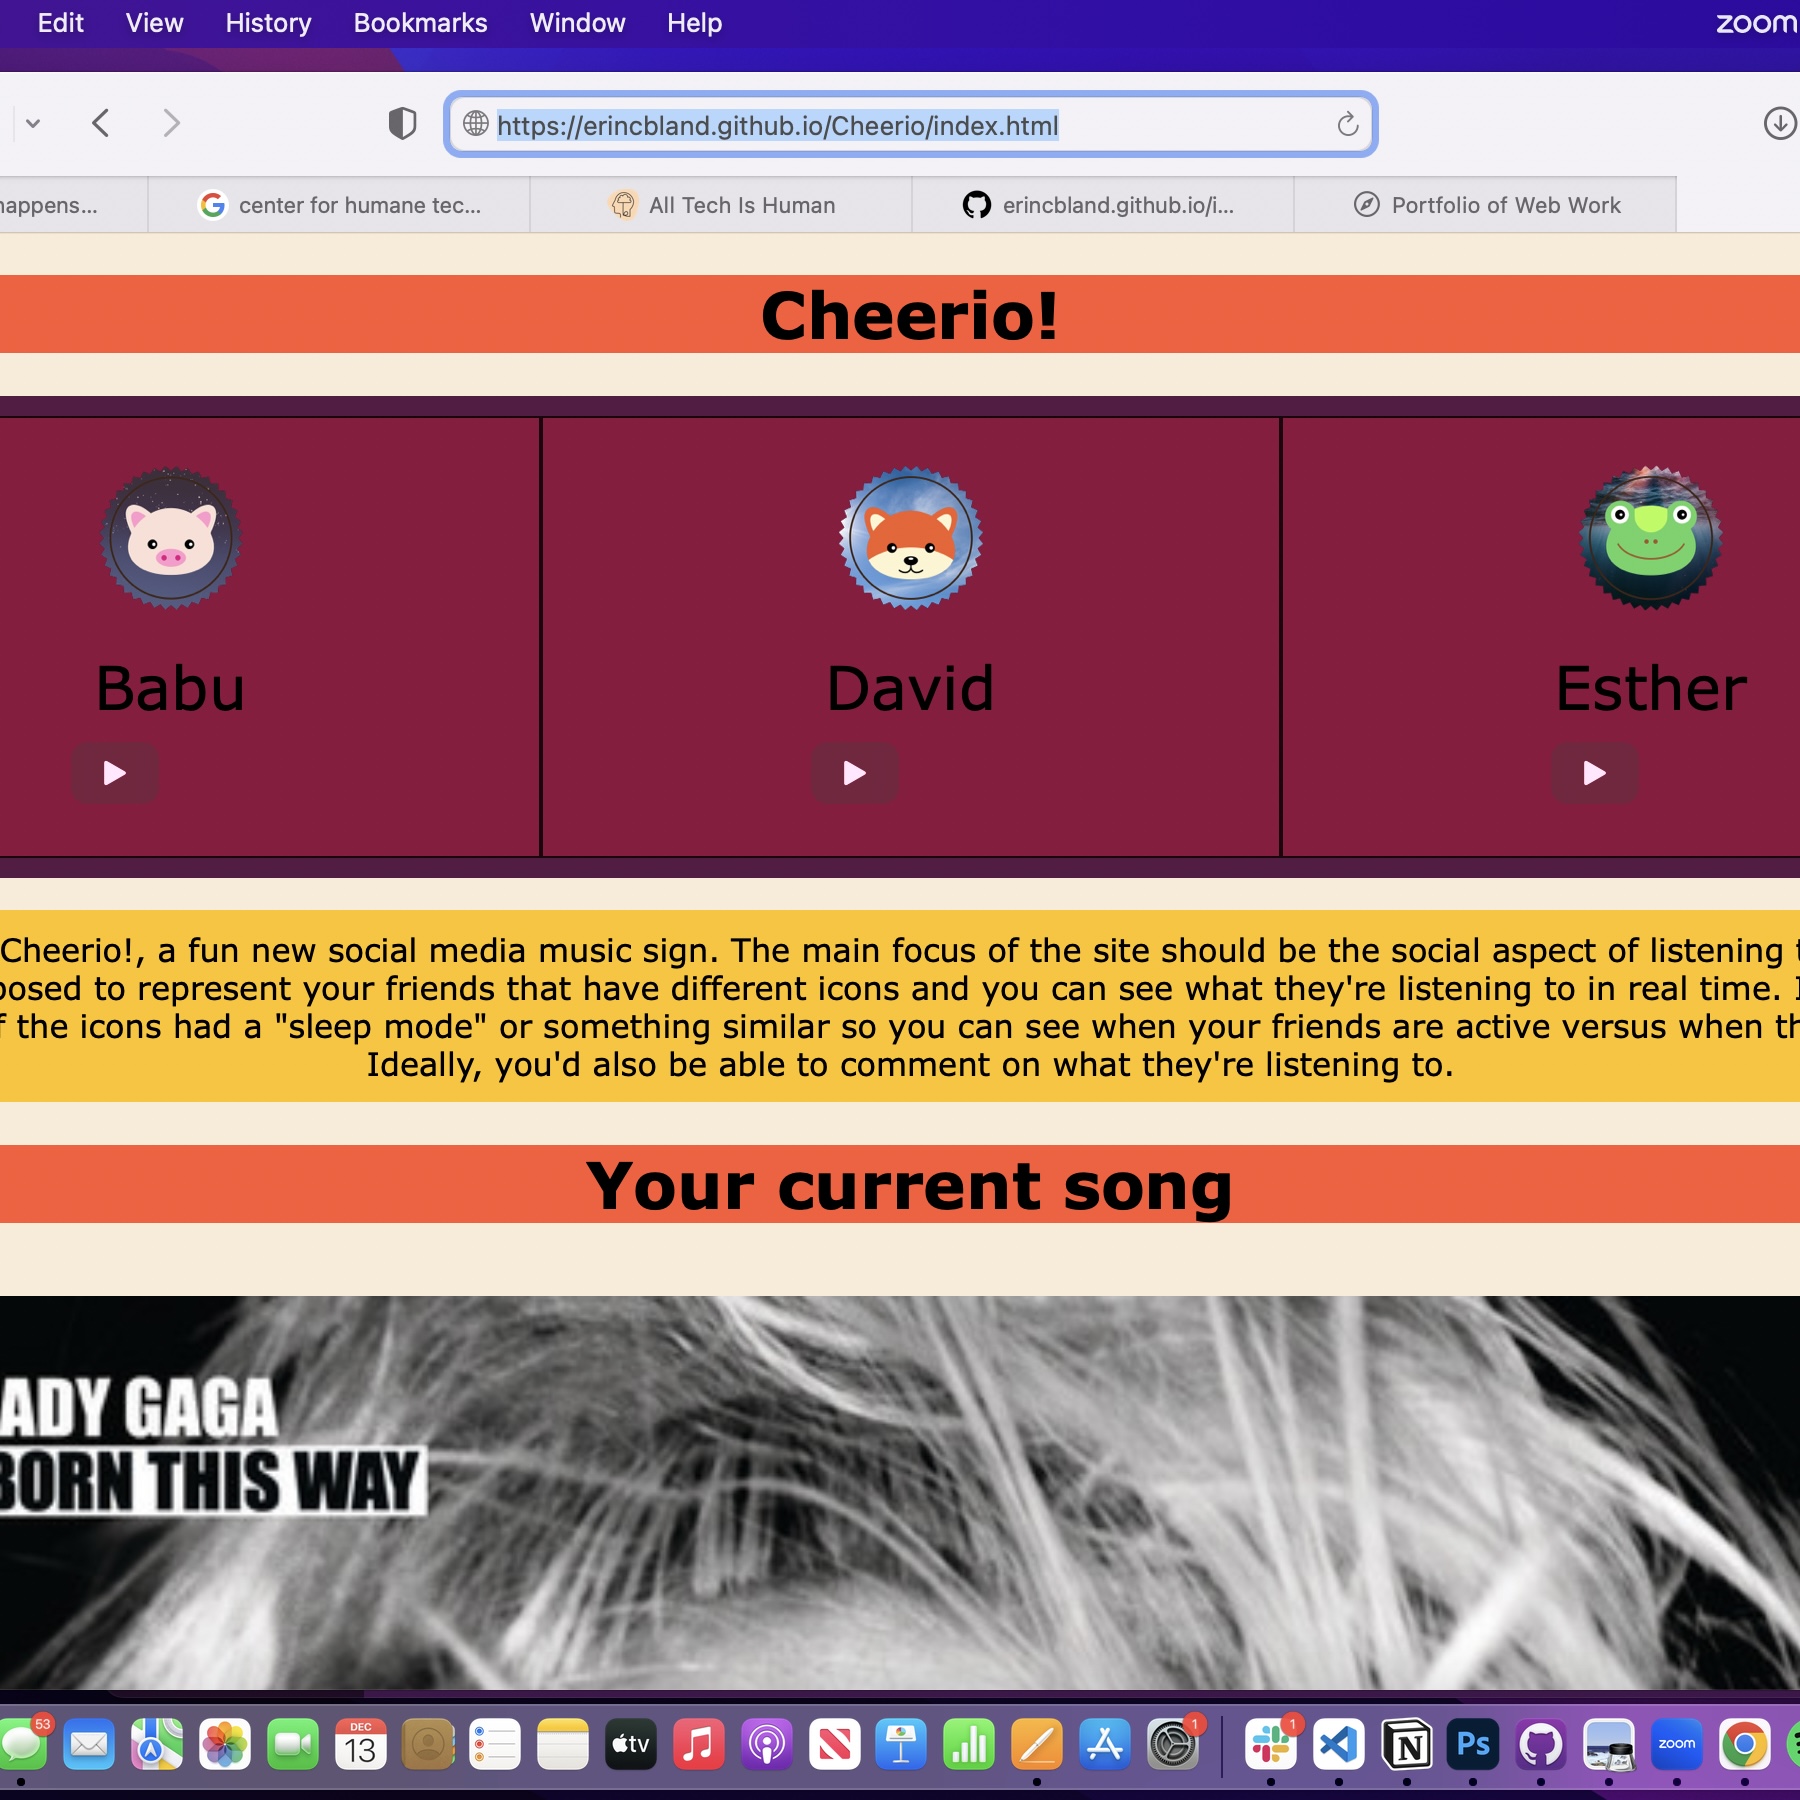 Edit View History Bookmarks Window Help zoom
https://erincbland.github.io/Cheerio/index.html
happens... center for humane tec... All Tech Is Human erincbland.github.io/i... Portfolio of Web Work
Cheerio!
Babu David Esther
Cheerio!, a fun new social media music sign. The main focus of the site should be the social aspect of listening
to represent your friends that have different icons and you can see what they're listening to in real time.
the icons had a "sleep mode" or something similar so you can see when your friends are active versus when
Ideally, you'd also be able to comment on what they're listening to.
Your current song
ADY GAGA
BORN THIS WAY
53 DEC 13 tv 1 1 N Ps zoom